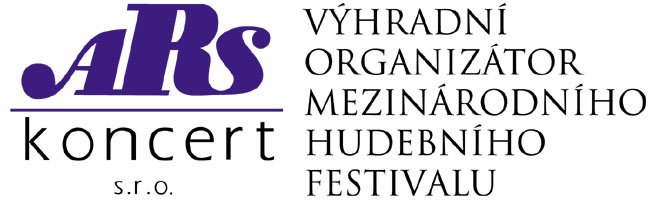 ARS
koncert
s.r.o.
VÝHRADNÍ
ORGANIZÁTOR
MEZINÁRODNÍHO
HUDEBNÍHO
FESTIVALU